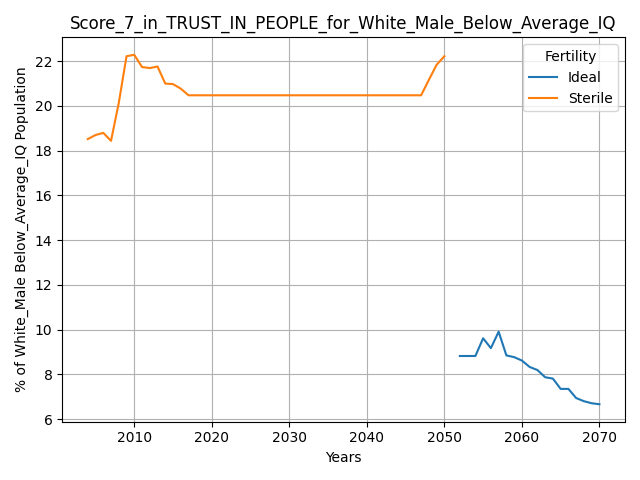 Score_7_in_TRUST_IN_PEOPLE_for_White_Male_Below_Average_IQ
% of White_Male Below_Average_IQ Population
22
20
18
16
14
12
10
8
6
Fertility
Ideal
Sterile
2010 2020 2030 2040 2050 2060 2070
Years